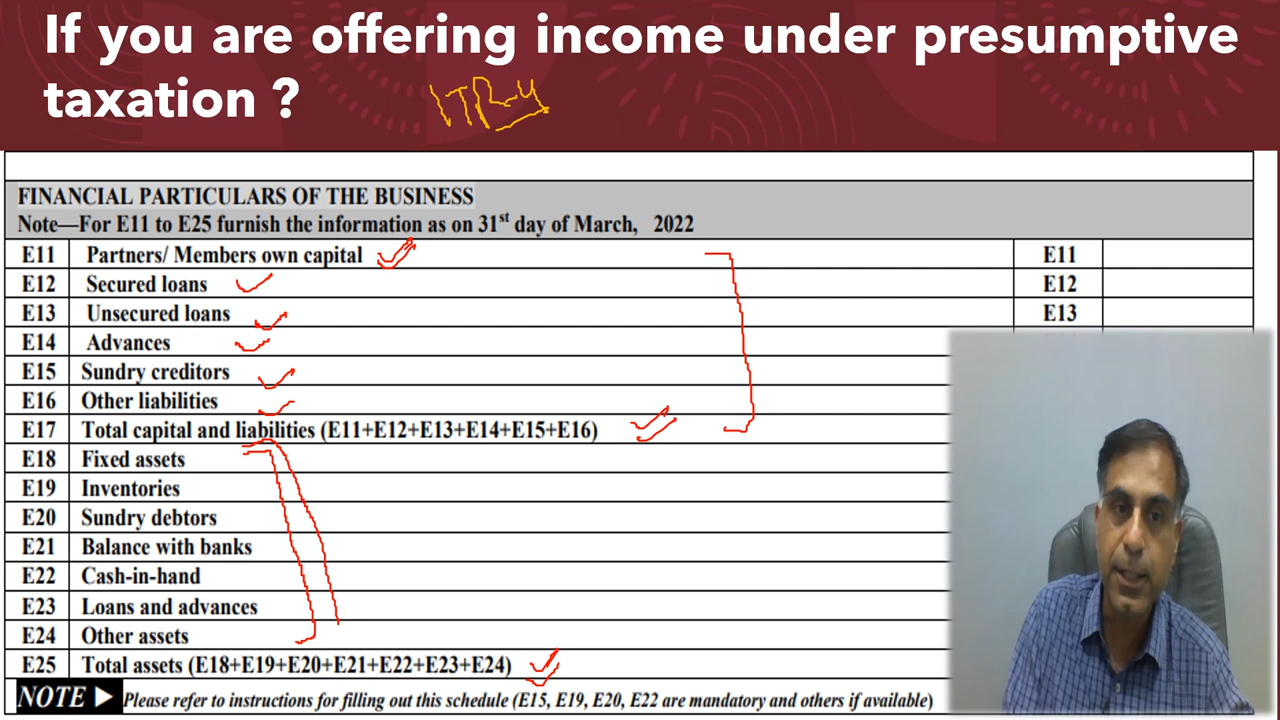 If you are offering income under presumptive
taxation ?
ITR-4
FINANCIAL PARTICULARS OF THE BUSINESS
Note—For E11 to E25 furnish the information as on 31st day of March, 2022
E11 Partners/ Members own capital E11
E12 Secured loans E12
E13 Unsecured loans E13
E14 Advances
E15 Sundry creditors
E16 Other liabilities
E17 Total capital and liabilities (E11+E12+E13+E14+E15+E16)
E18 Fixed assets
E19 Inventories
E20 Sundry debtors
E21 Balance with banks
E22 Cash-in-hand
E23 Loans and advances
E24 Other assets
E25 Total assets (E18+E19+E20+E21+E22+E23+E24)
NOTE ► Please refer to instructions for filling out this schedule (E15, E19, E20, E22 are mandatory and others if available)